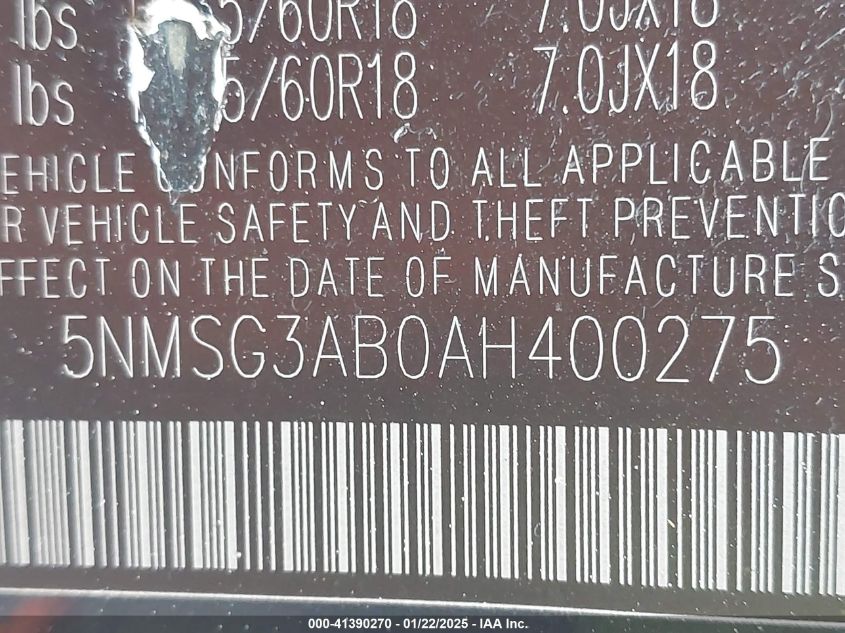 lbs 5/60R18 7.0JX18
lbs 5/60R18 7.0JX18
EHICLE C NFORMS TO ALL APPLICABLE
R VEHICLE SAFETY AND THEFT PREVENTIO
FFECT ON THE DATE OF MANUFACTURE S
5NMSG3AB0AH400275
000-41390270 - 01/22/2025 - IAA Inc.